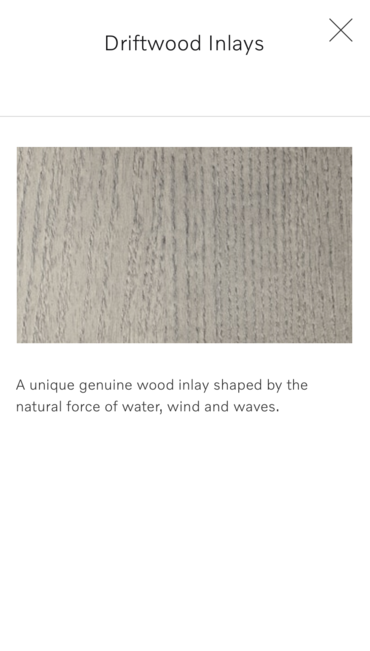 Driftwood Inlays
A unique genuine wood inlay shaped by the
natural force of water, wind and waves.